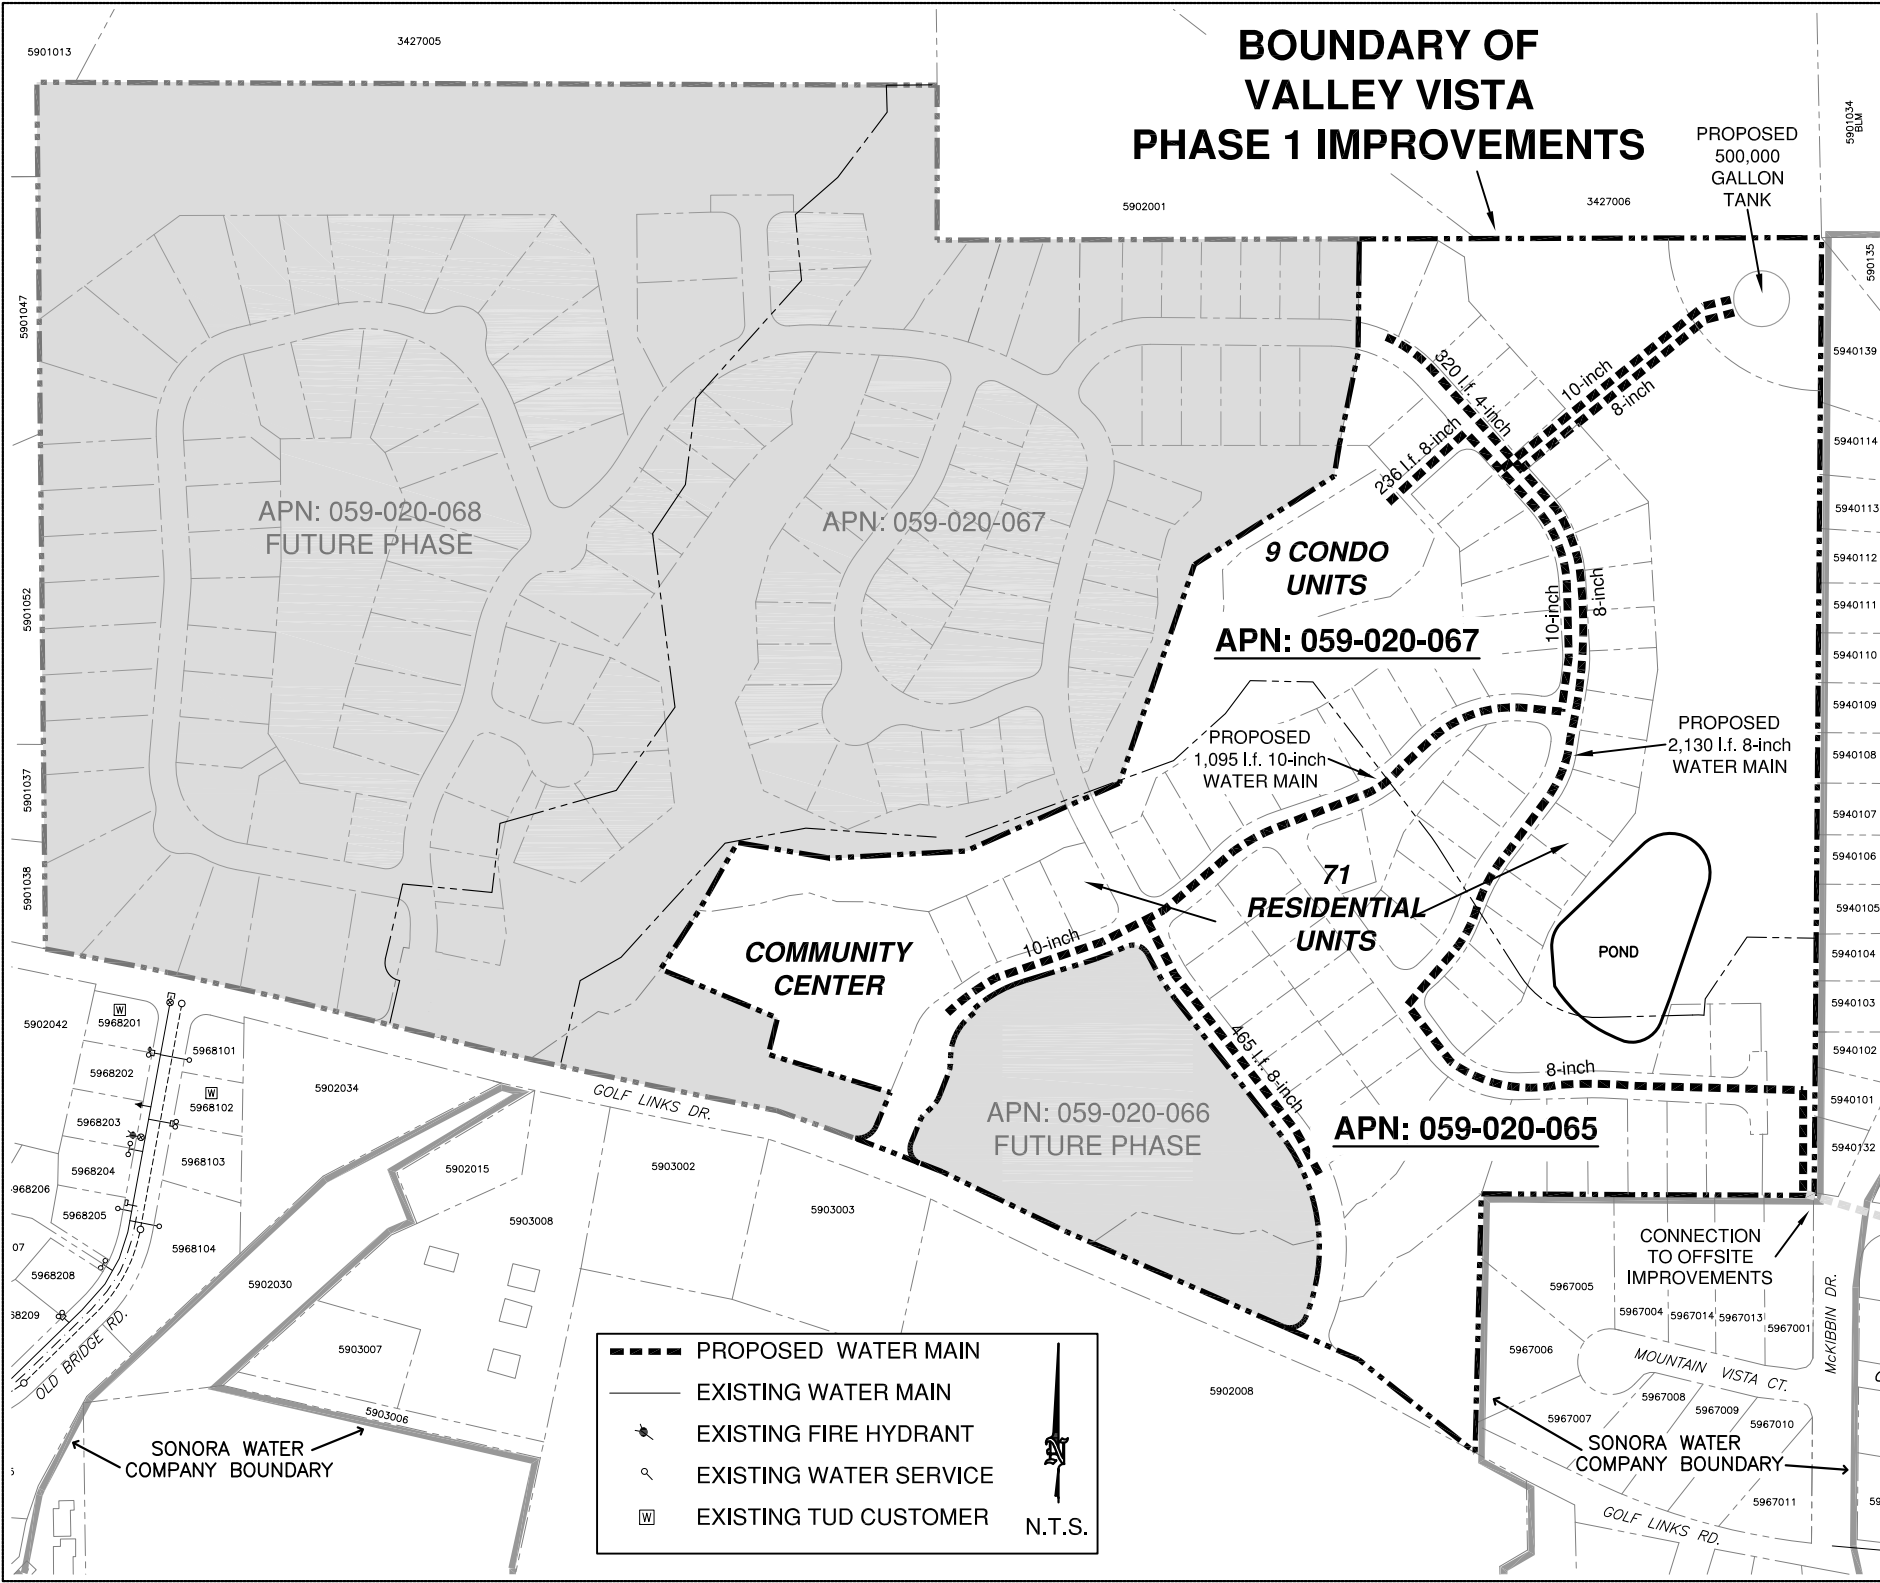 BOUNDARY OF
VALLEY VISTA
PHASE 1 IMPROVEMENTS
5901013
3427005
5902001
3427006
5901034
BLM
PROPOSED
500,000
GALLON
TANK
590135
5901047
5901052
5901037
5901038
5940139
5940114
5940113
5940112
5940111
5940110
5940109
5940108
5940107
5940106
5940105
5940104
5940103
5940102
5940101
5940132
320 l.f. 4-inch
236 l.f. 8-inch
10-inch
8-inch
10-inch
8-inch
APN: 059-020-068
FUTURE PHASE
APN: 059-020-067
9 CONDO
UNITS
APN: 059-020-067
PROPOSED
1,095 l.f. 10-inch
WATER MAIN
PROPOSED
2,130 l.f. 8-inch
WATER MAIN
71
RESIDENTIAL
UNITS
POND
COMMUNITY
CENTER
10-inch
465 l.f. 8-inch
8-inch
APN: 059-020-066
FUTURE PHASE
APN: 059-020-065
5902042
5968201
W
5968101
5968202
W
5968102
5968203
5968103
5968204
5968206
5968205
07
5968104
5968208
68209
OLD BRIDGE RD.
5902034
GOLF LINKS DR.
5902015
5903002
5903003
5903008
5902030
5903007
5903006
5902008
SONORA WATER
COMPANY BOUNDARY
CONNECTION
TO OFFSITE
IMPROVEMENTS
5967005
5967004
5967014
5967013
5967001
5967006
MOUNTAIN VISTA CT.
McKIBBIN DR.
5967008
5967009
5967010
5967007
5967011
SONORA WATER
COMPANY BOUNDARY
GOLF LINKS RD.
59
PROPOSED WATER MAIN
EXISTING WATER MAIN
EXISTING FIRE HYDRANT
EXISTING WATER SERVICE
W
EXISTING TUD CUSTOMER
N
N.T.S.